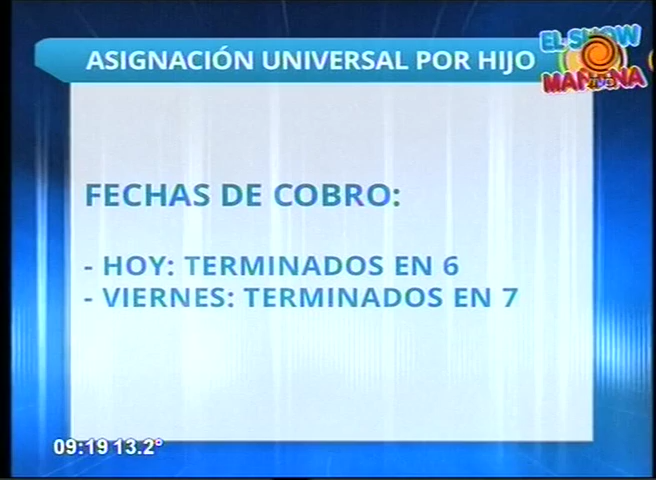 ASIGNACIÓN UNIVERSAL POR HIJO
EL SHOW
MAÑANA
FECHAS DE COBRO:
- HOY: TERMINADOS EN 6
- VIERNES: TERMINADOS EN 7
09:19 13.2°